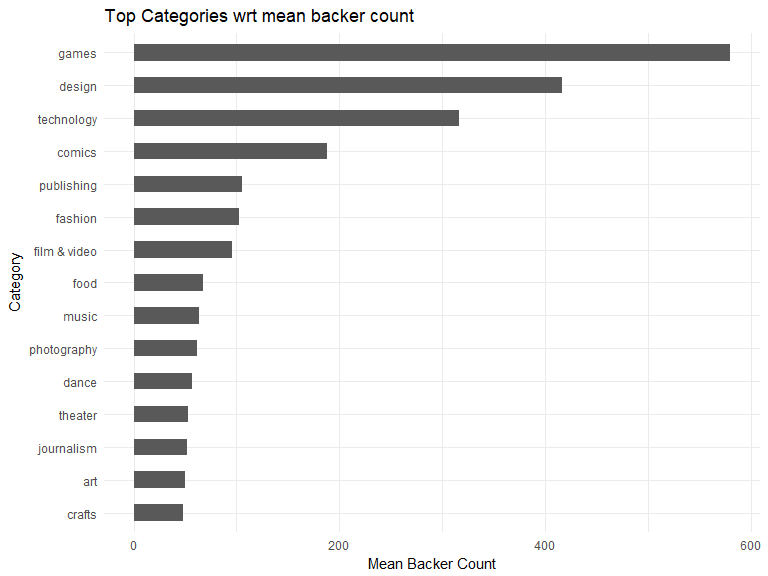 Top Categories wrt mean backer count
games
design
technology
comics
publishing
fashion
film & video
food
music
photography
dance
theater
journalism
art
crafts
Category
0
200
400
600
Mean Backer Count